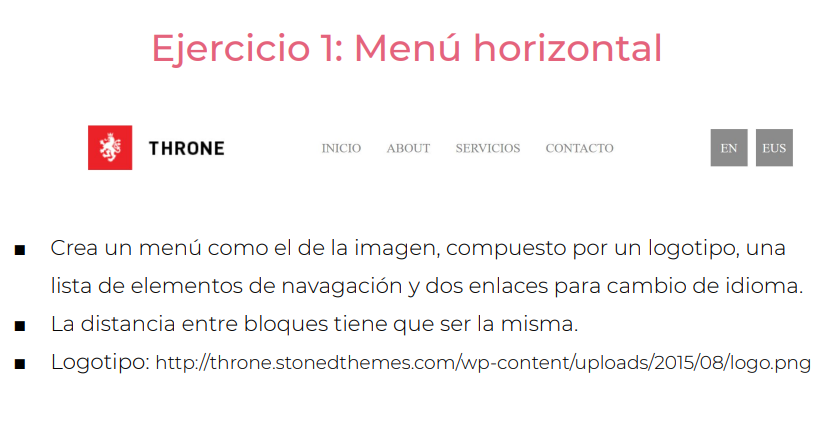 Ejercicio 1: Menú horizontal
THRONE INICIO ABOUT SERVICIOS CONTACTO EN EUS
■ Crea un menú como el de la imagen, compuesto por un logotipo, una
lista de elementos de navagación y dos enlaces para cambio de idioma.
■ La distancia entre bloques tiene que ser la misma.
■ Logotipo: http://throne.stonedthemes.com/wp-content/uploads/2015/08/logo.png